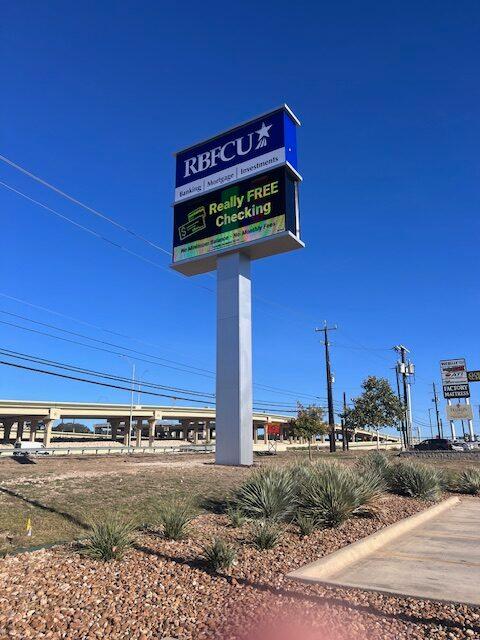 RBFCU
Banking | Mortgage | Investments
Really FREE
Checking
No Minimum Balance - No Monthly Fees
FACTORY
MATTRESS